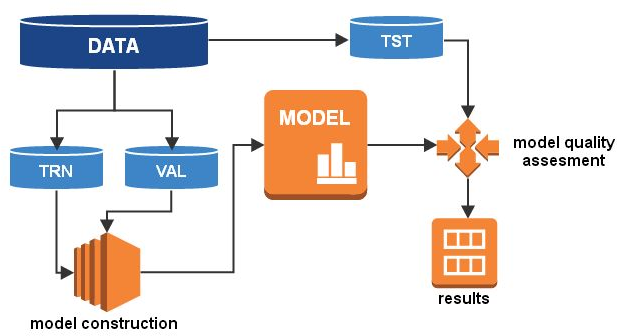 DATA
TST
MODEL
model quality
assesment
TRN
VAL
results
model construction